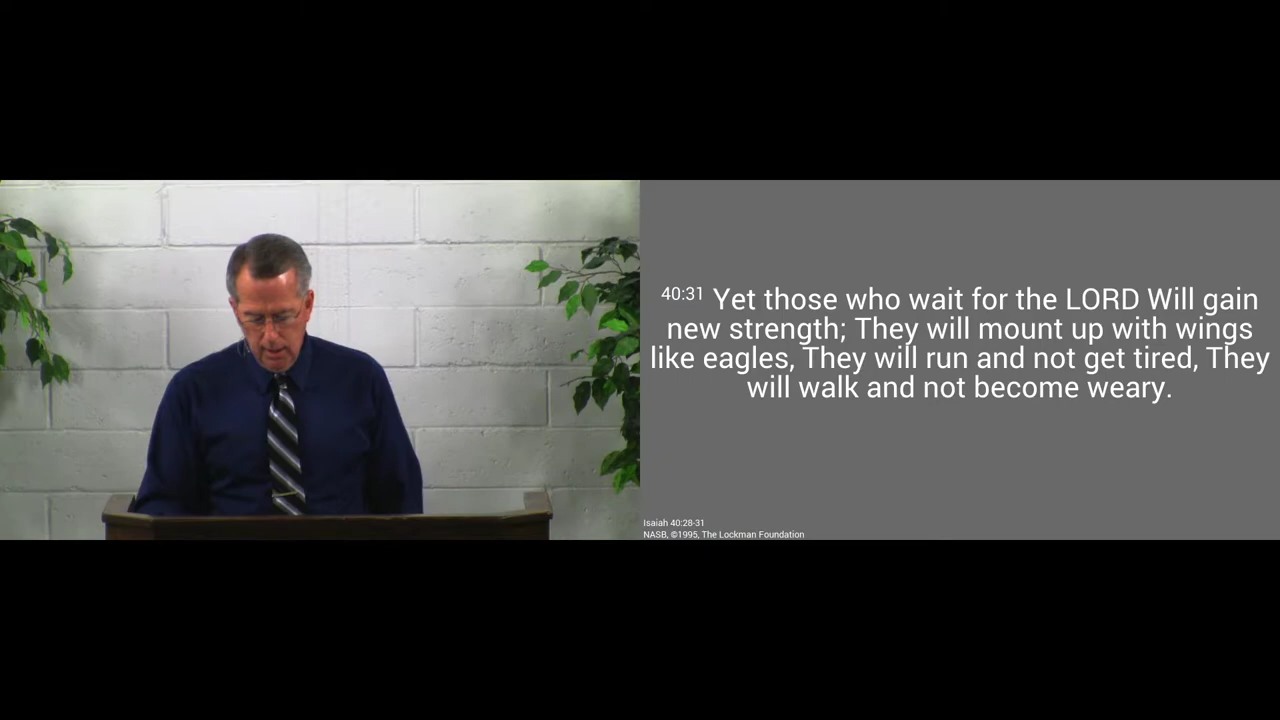 40:31 Yet those who wait for the LORD Will gain
new strength; They will mount up with wings
like eagles, They will run and not get tired, They
will walk and not become weary.
Isaiah 40:28-31
NASB, ©1995, The Lockman Foundation